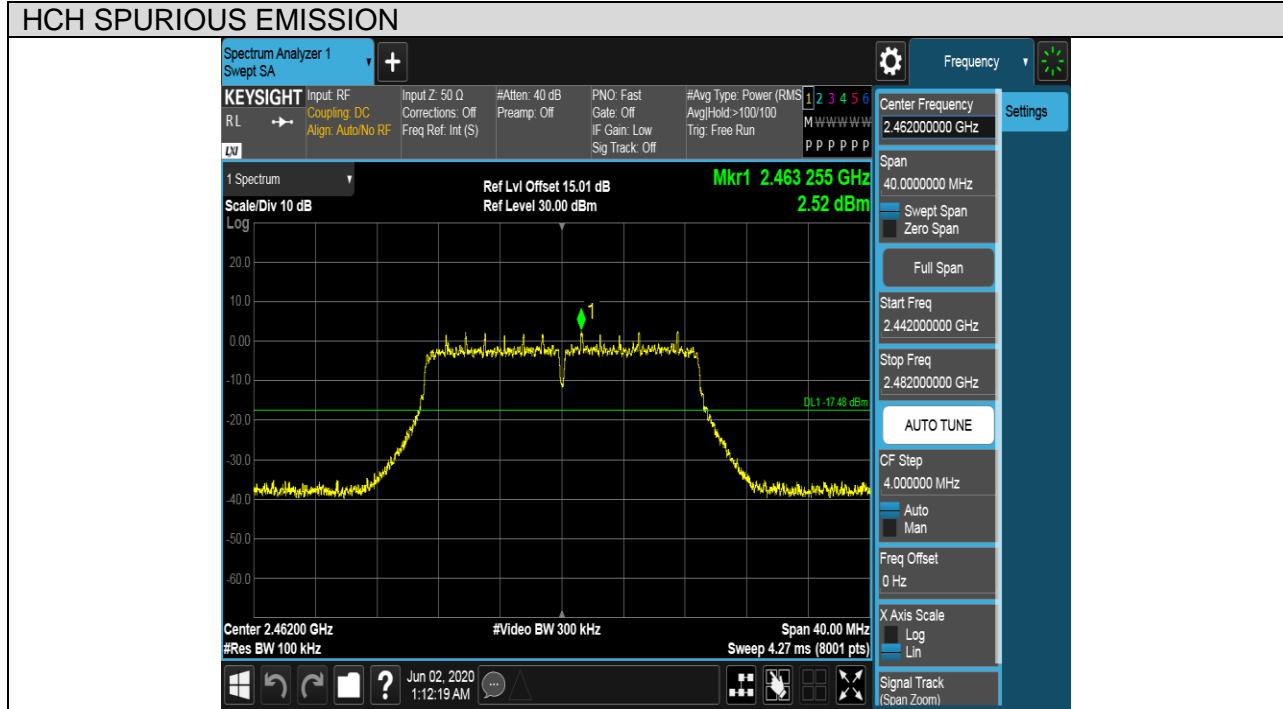 HCH SPURIOUS EMISSION
Spectrum Analyzer 1
Swept SA
Frequency
KEYSIGHT
RL
LXI
Input: RF
Coupling: DC
Align: Auto/No RF
Input Z: 50 Ω
Corrections: Off
Freq Ref: Int (S)
#Atten: 40 dB
Preamp: Off
PNO: Fast
Gate: Off
IF Gain: Low
Sig Track: Off
#Avg Type: Power (RMS
Avg|Hold:>100/100
Trig: Free Run
1 2 3 4 5 6
M W W W W W
P P P P P P
1 Spectrum
Scale/Div 10 dB
Log
Ref Lvl Offset 15.01 dB
Ref Level 30.00 dBm
Mkr1 2.463 255 GHz
2.52 dBm
20.0
10.0
1
0.00
-10.0
DL1 -17.48 dBm
-20.0
-30.0
-40.0
-50.0
-60.0
Center 2.46200 GHz
#Video BW 300 kHz
Span 40.00 MHz
#Res BW 100 kHz
Sweep 4.27 ms (8001 pts)
Jun 02, 2020
1:12:19 AM
Center Frequency
2.462000000 GHz
Settings
Span
40.0000000 MHz
Swept Span
Zero Span
Full Span
Start Freq
2.442000000 GHz
Stop Freq
2.482000000 GHz
AUTO TUNE
CF Step
4.000000 MHz
Auto
Man
Freq Offset
0 Hz
X Axis Scale
Log
Lin
Signal Track
(Span Zoom)